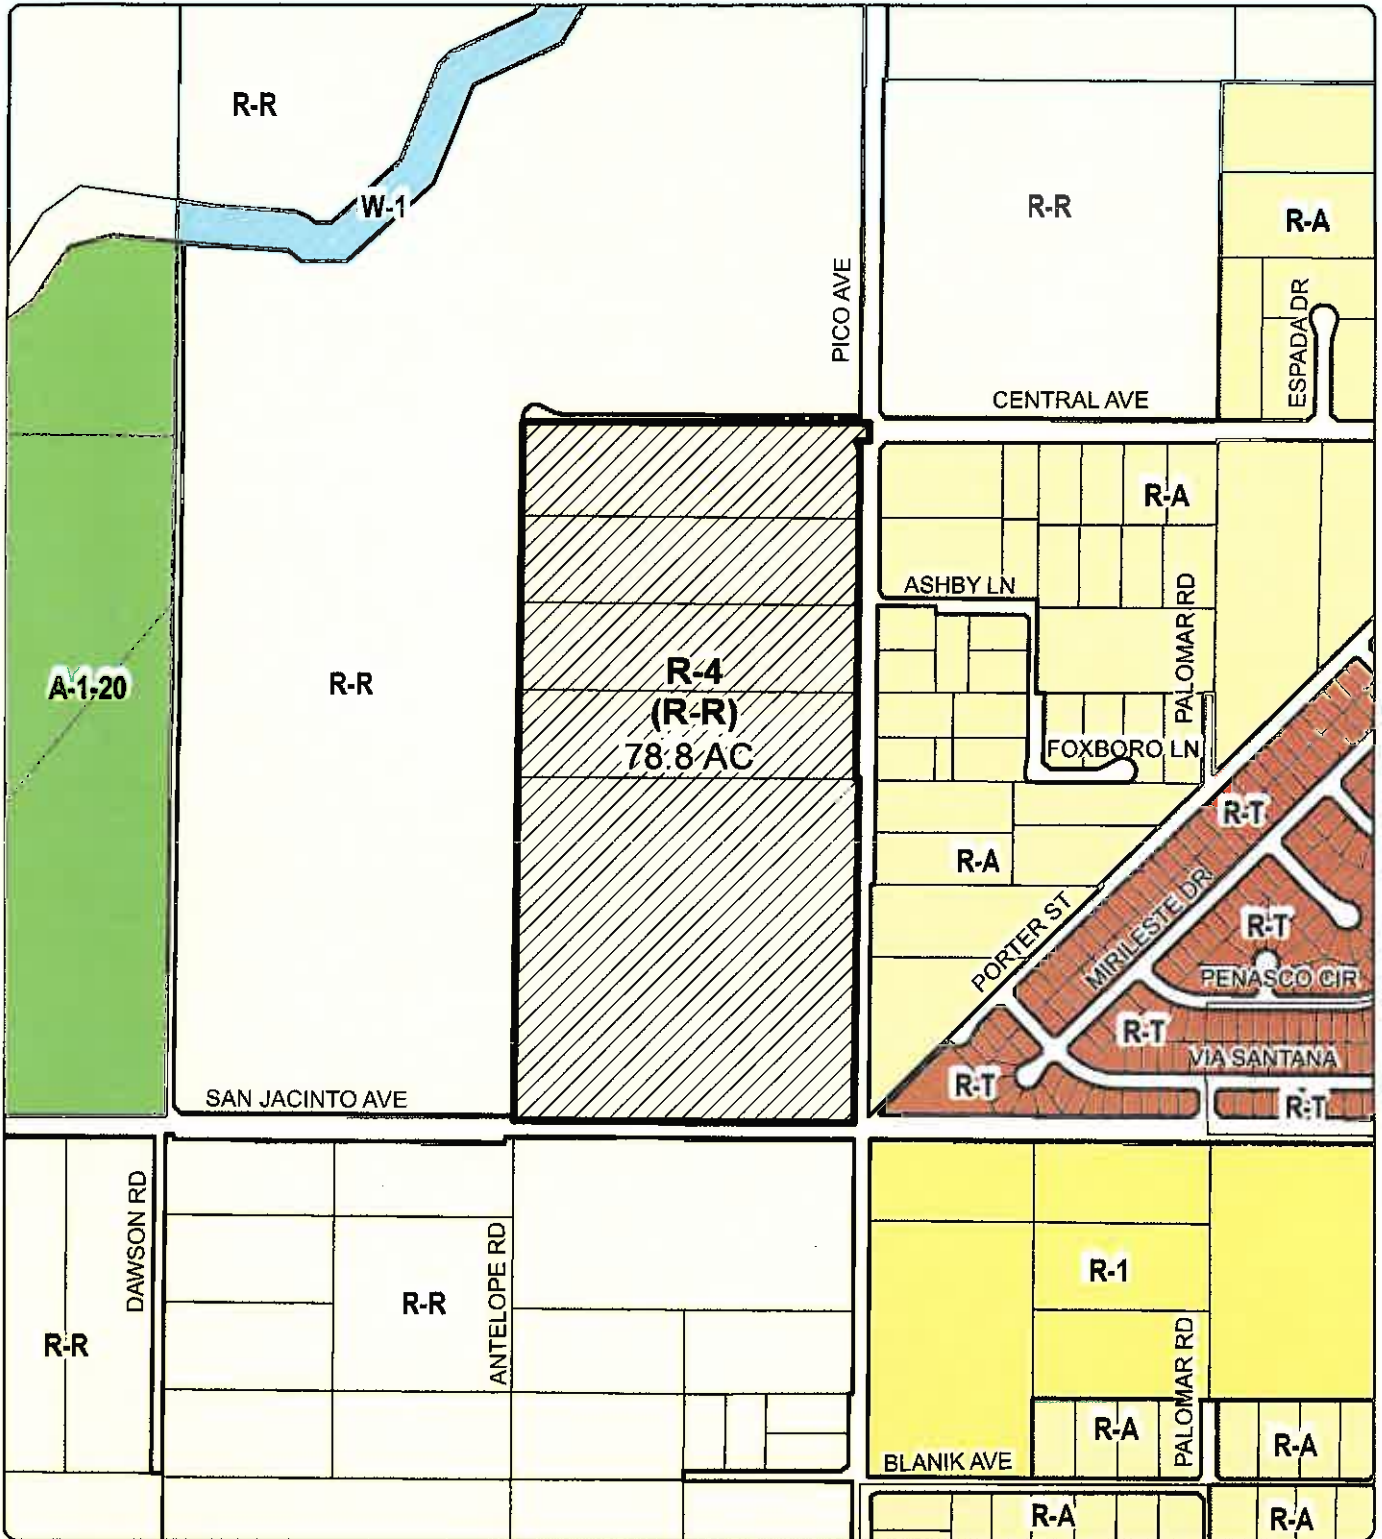 R-R
W-1
R-R
R-A
PICO AVE
ESPADA DR
CENTRAL AVE
R-A
ASHBY LN
PALOMAR RD
A-1-20
R-R
R-4
(R-R)
78.8 AC
FOXBORO LN
R-T
R-A
PORTER ST
MIRILESTE DR
R-T
PENASCO CIR
R-T
VIA SANTANA
R-T
R-T
SAN JACINTO AVE
DAWSON RD
ANTELOPE RD
R-1
R-R
R-R
PALOMAR RD
R-A
R-A
BLANIK AVE
R-A
R-A